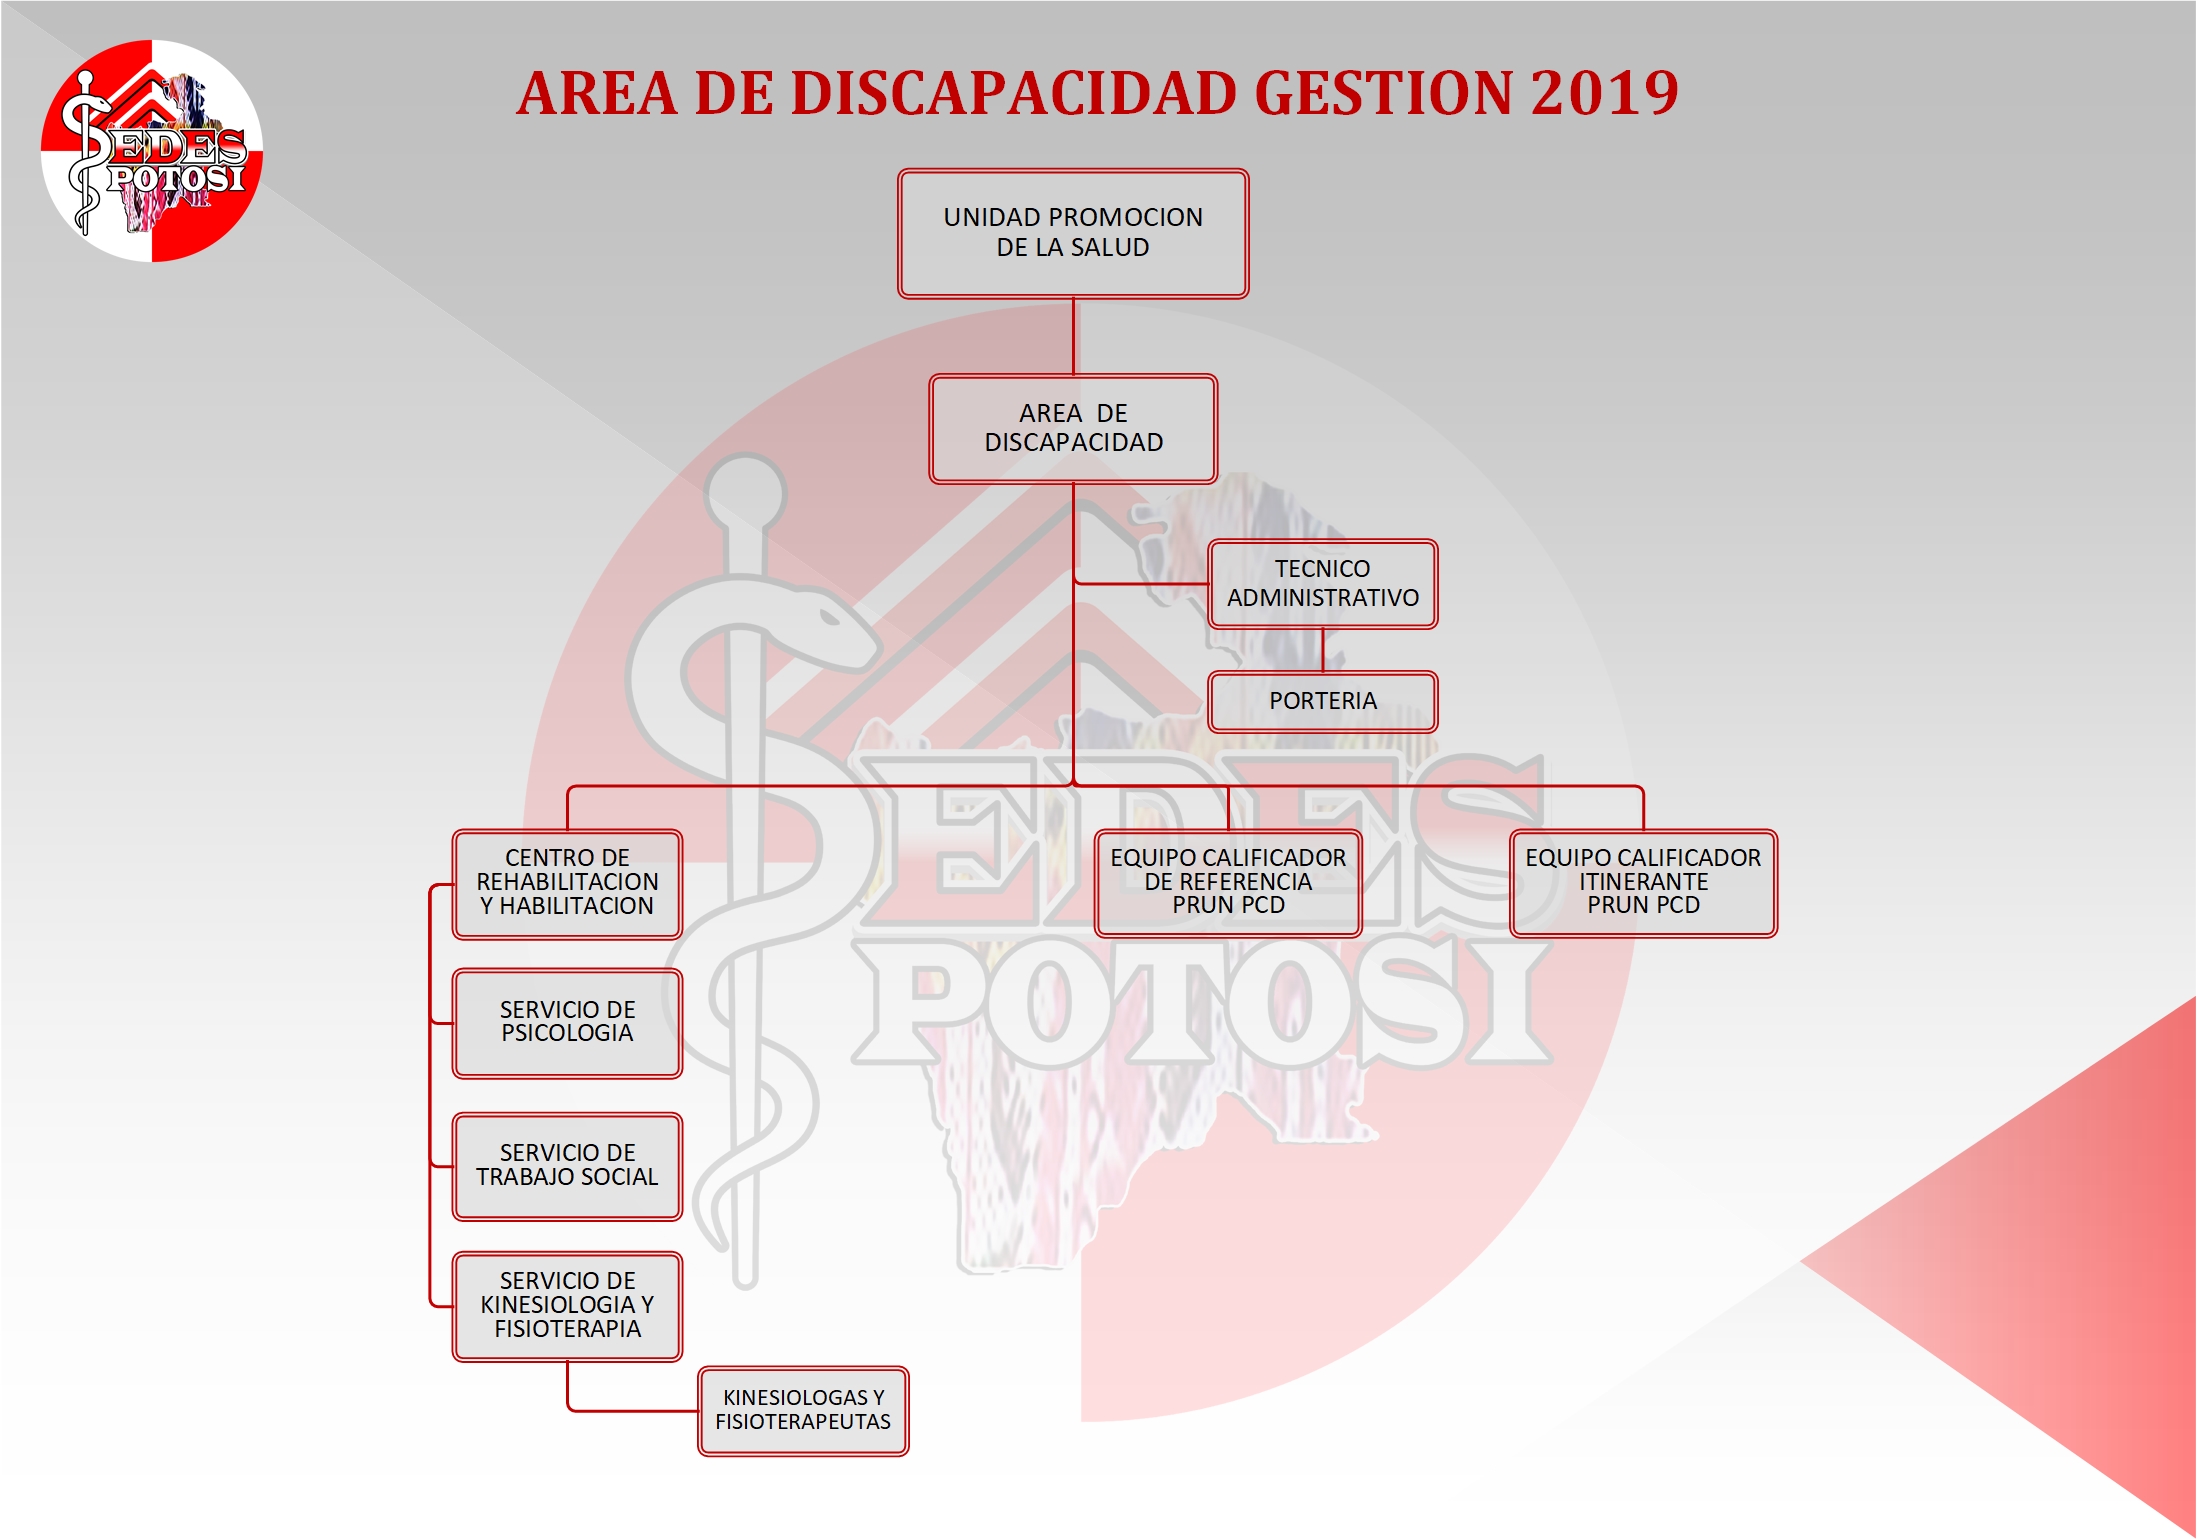 SEDES
POTOSI
AREA DE DISCAPACIDAD GESTION 2019
UNIDAD PROMOCION
DE LA SALUD
AREA DE
DISCAPACIDAD
TECNICO
ADMINISTRATIVO
PORTERIA
CENTRO DE
REHABILITACION
Y HABILITACION
EQUIPO CALIFICADOR
DE REFERENCIA
PRUN PCD
EQUIPO CALIFICADOR
ITINERANTE
PRUN PCD
SERVICIO DE
PSICOLOGIA
SERVICIO DE
TRABAJO SOCIAL
SERVICIO DE
KINESIOLOGIA Y
FISIOTERAPIA
KINESIOLOGAS Y
FISIOTERAPEUTAS
SEDES
POTOSI